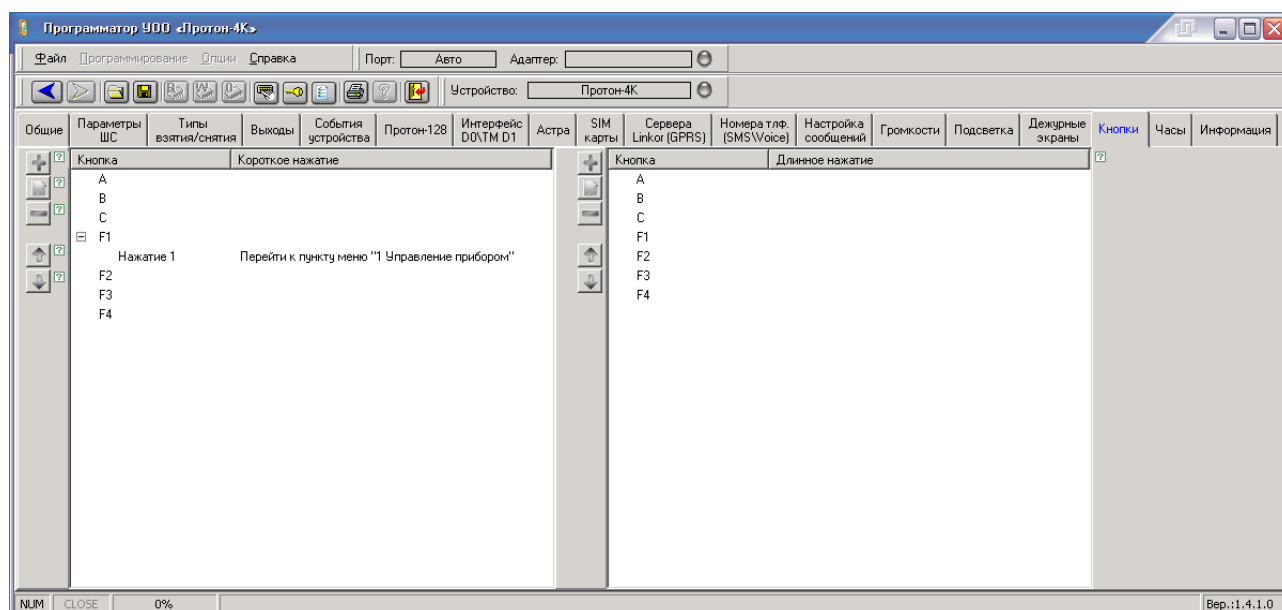 Программатор УОО «Протон-4К»
Файл Программирование Опции Справка Порт: Авто Адаптер:
Устройство: Протон-4К
Общие Параметры ШС Типы взятия/снятия Выходы События устройства Протон-128 Интерфейс D0\TM D1 Астра SIM карты Сервера Linkor (GPRS) Номера тлф. (SMS\Voice) Настройка сообщений Громкости Подсветка Дежурные экраны Кнопки Часы Информация
Кнопка Короткое нажатие
A
B
C
F1
Нажатие 1 Перейти к пункту меню "1 Управление прибором"
F2
F3
F4
Кнопка Длинное нажатие
A
B
C
F1
F2
F3
F4
NUM CLOSE 0% Вер.:1.4.1.0